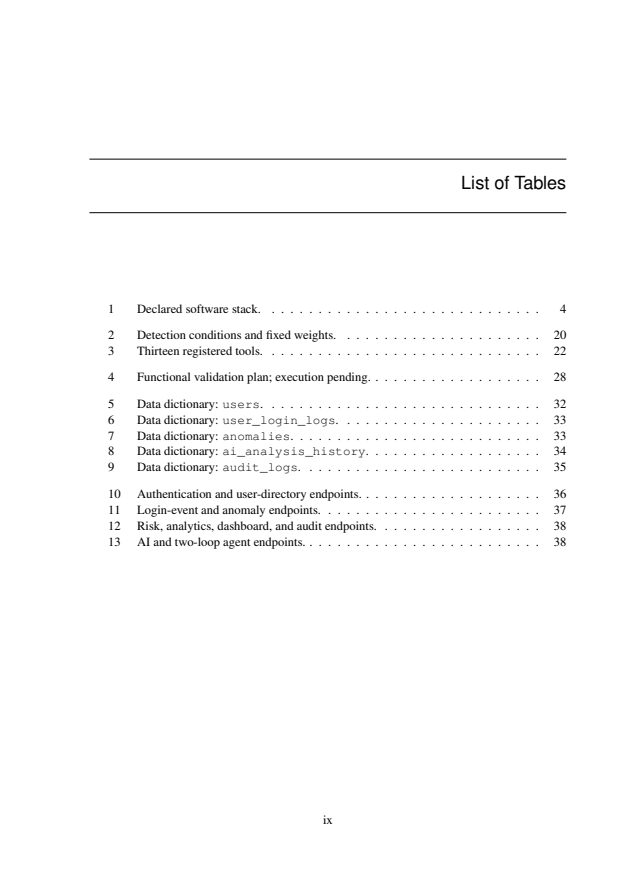 List of Tables
1 Declared software stack. . . . . . . . . . . . . . . . . . . . . . . . . . . . . . 4
2 Detection conditions and fixed weights. . . . . . . . . . . . . . . . . . . . . . 20
3 Thirteen registered tools. . . . . . . . . . . . . . . . . . . . . . . . . . . . . . 22
4 Functional validation plan; execution pending. . . . . . . . . . . . . . . . . . . 28
5 Data dictionary: users. . . . . . . . . . . . . . . . . . . . . . . . . . . . . . 32
6 Data dictionary: user_login_logs. . . . . . . . . . . . . . . . . . . . . . . 33
7 Data dictionary: anomalies. . . . . . . . . . . . . . . . . . . . . . . . . . . 33
8 Data dictionary: ai_analysis_history. . . . . . . . . . . . . . . . . . . 34
9 Data dictionary: audit_logs. . . . . . . . . . . . . . . . . . . . . . . . . . 35
10 Authentication and user-directory endpoints. . . . . . . . . . . . . . . . . . . . 36
11 Login-event and anomaly endpoints. . . . . . . . . . . . . . . . . . . . . . . . 37
12 Risk, analytics, dashboard, and audit endpoints. . . . . . . . . . . . . . . . . . . 38
13 AI and two-loop agent endpoints. . . . . . . . . . . . . . . . . . . . . . . . . . 38
ix